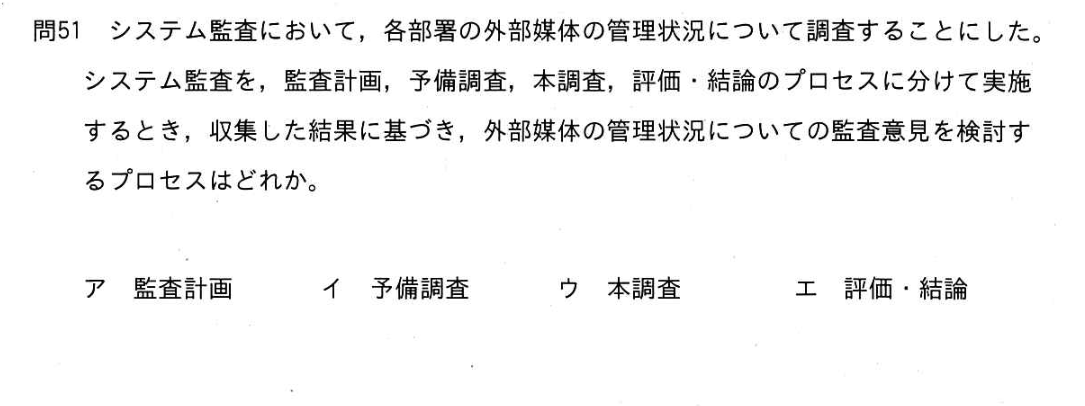 問51　システム監査において，各部署の外部媒体の管理状況について調査することにした。
システム監査を，監査計画，予備調査，本調査，評価・結論のプロセスに分けて実施
するとき，収集した結果に基づき，外部媒体の管理状況についての監査意見を検討す
るプロセスはどれか。
ア　監査計画　　　イ　予備調査　　　ウ　本調査　　　エ　評価・結論